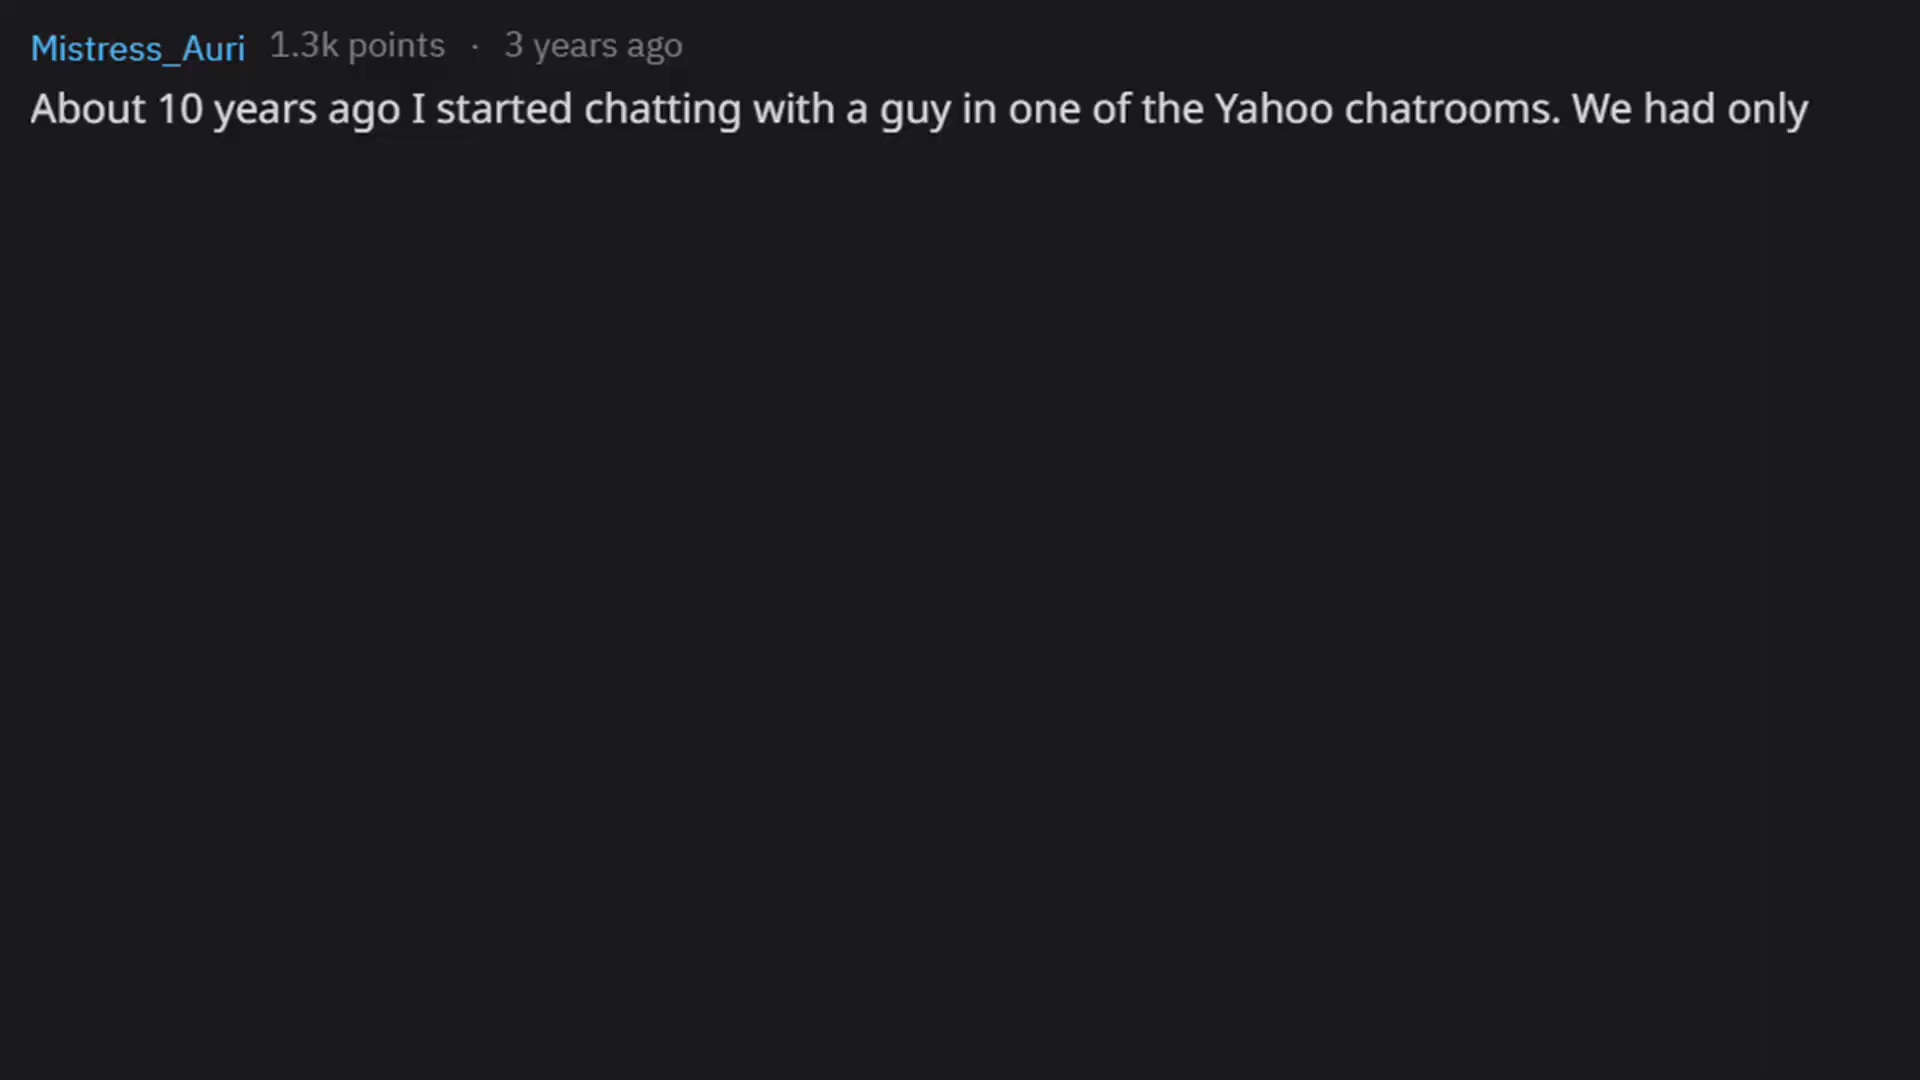 Mistress_Auri 1.3k points · 3 years ago
About 10 years ago I started chatting with a guy in one of the Yahoo chatrooms. We had only